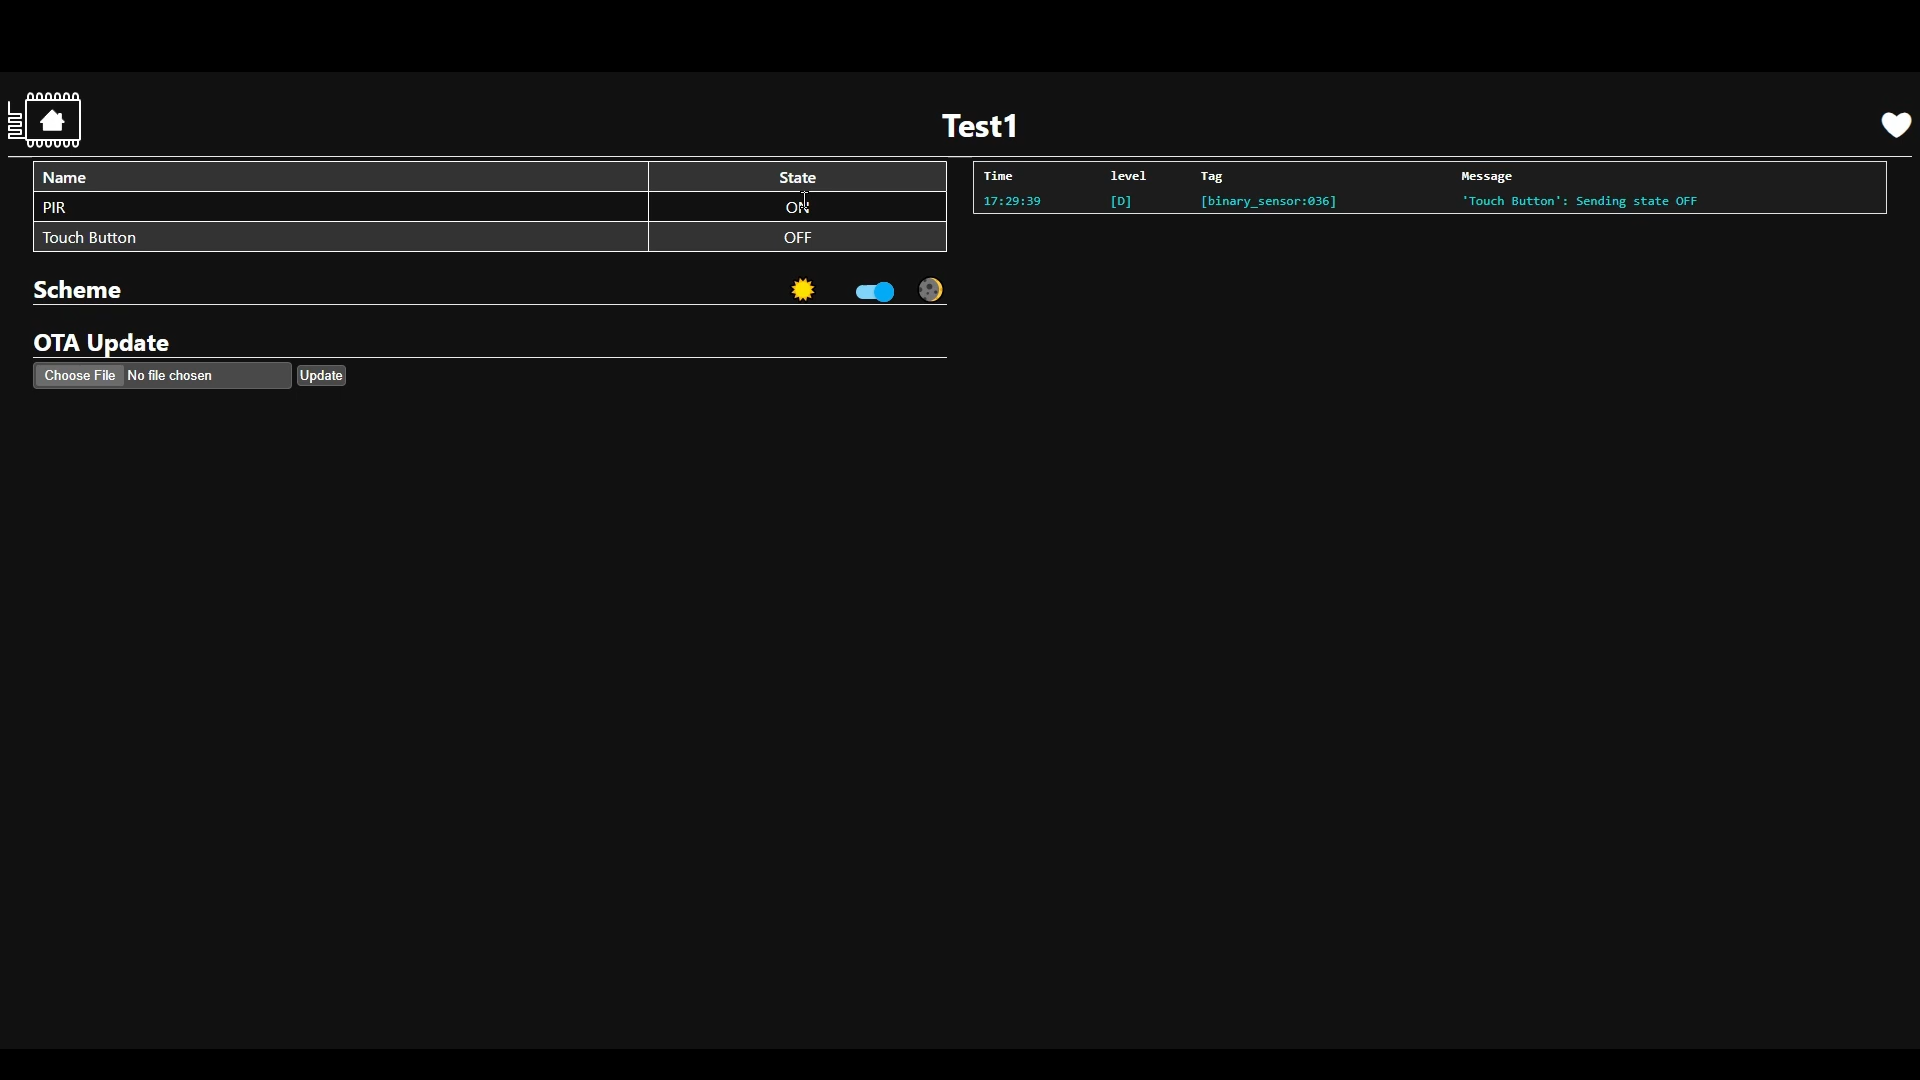 Test1
Name State
PIR ON
Touch Button OFF
Scheme
OTA Update
Choose File No file chosen Update
Time level Tag Message
17:29:39 [D] [binary_sensor:036] 'Touch Button': Sending state OFF